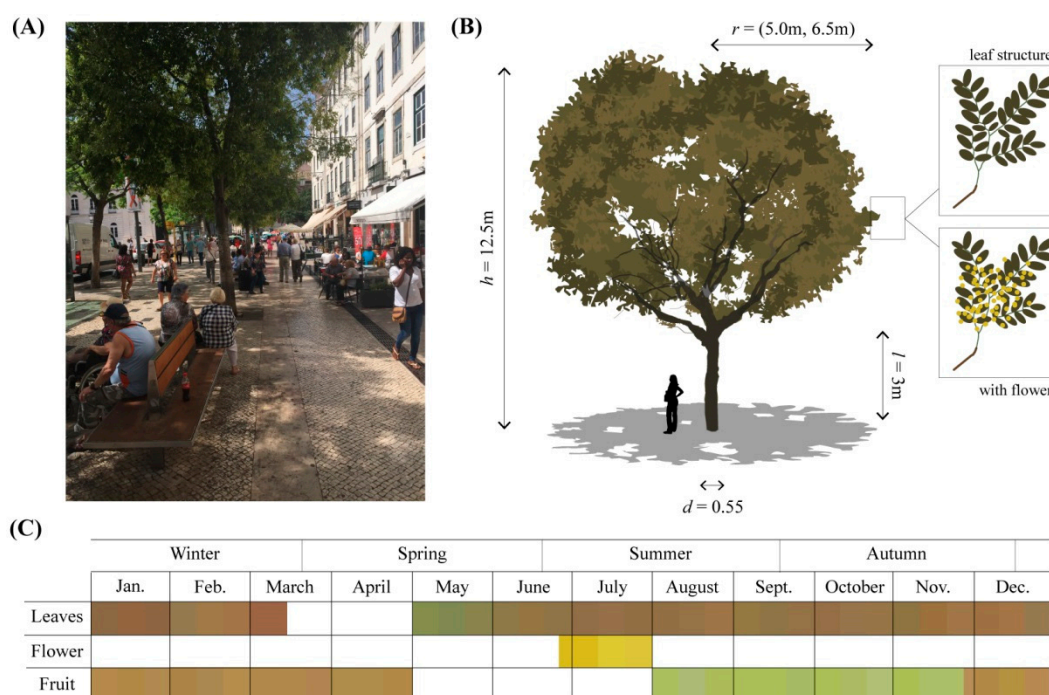 (A)
(B)
r = (5.0m, 6.5m)
leaf structure
h = 12.5m
l = 3m
with flower
d = 0.55
(C)
Winter Spring Summer Autumn
Jan. Feb. March April May June July August Sept. October Nov. Dec.
Leaves
Flower
Fruit